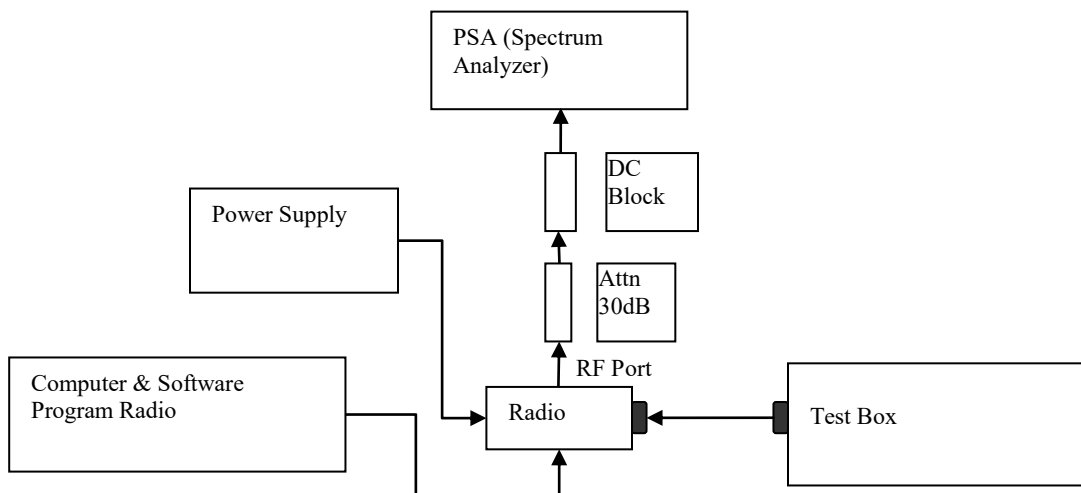 PSA (Spectrum
Analyzer)
DC
Block
Power Supply
Attn
30dB
RF Port
Computer & Software
Program Radio
Radio
Test Box